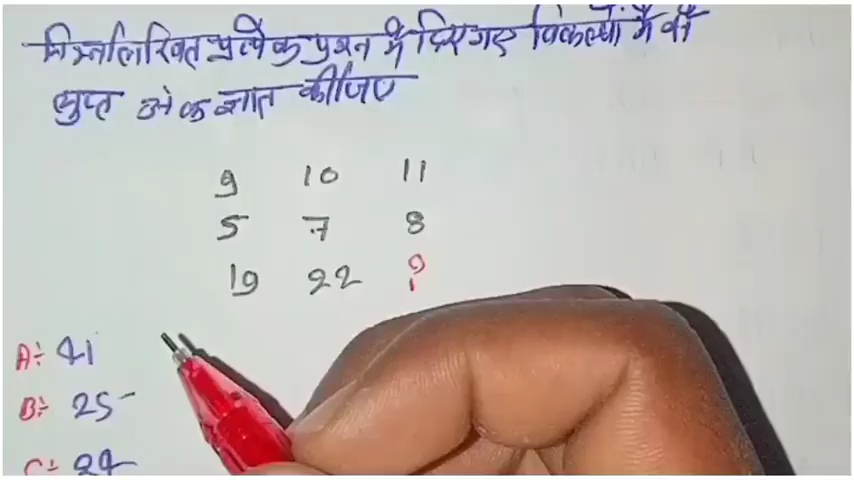 निम्नलिखित प्रत्येक प्रश्न में दिए गए विकल्पों में से
लुप्त अंक ज्ञात कीजिए
9 10 11
5 7 8
19 22 ?
A÷ 41
B÷ 25
C÷